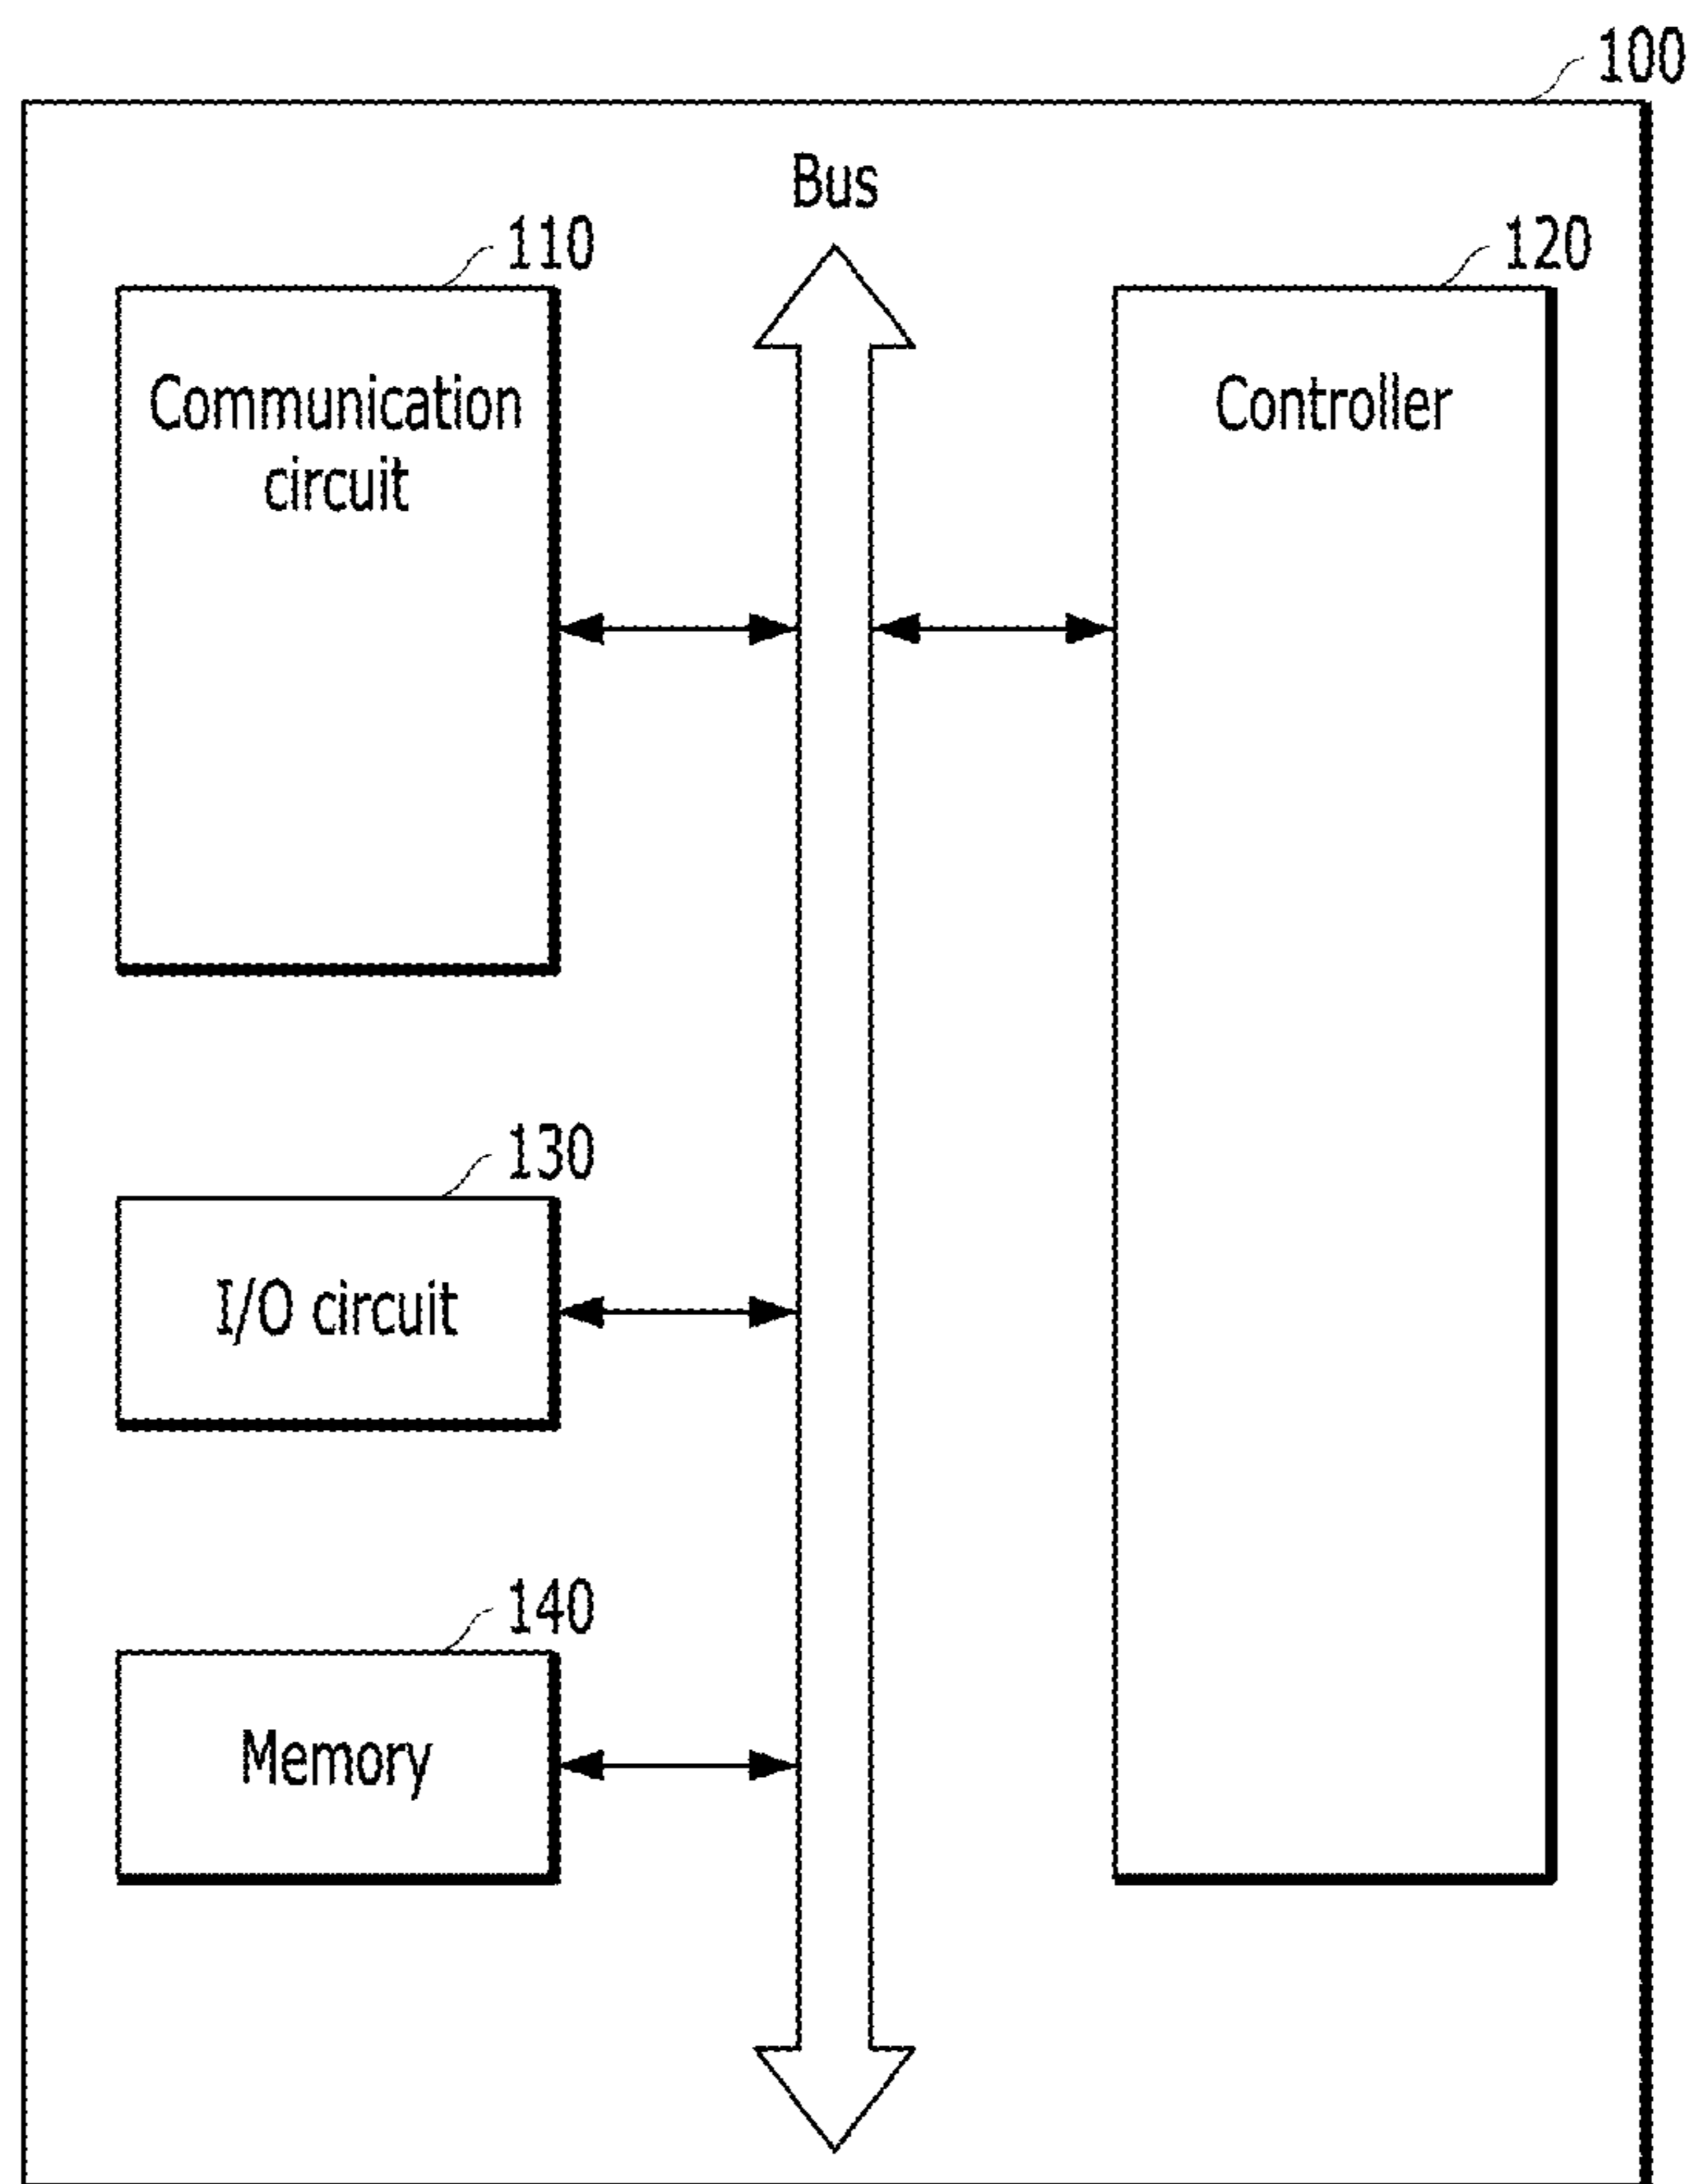 100
Bus
110
120
Communication
circuit
Controller
130
I/O circuit
140
Memory